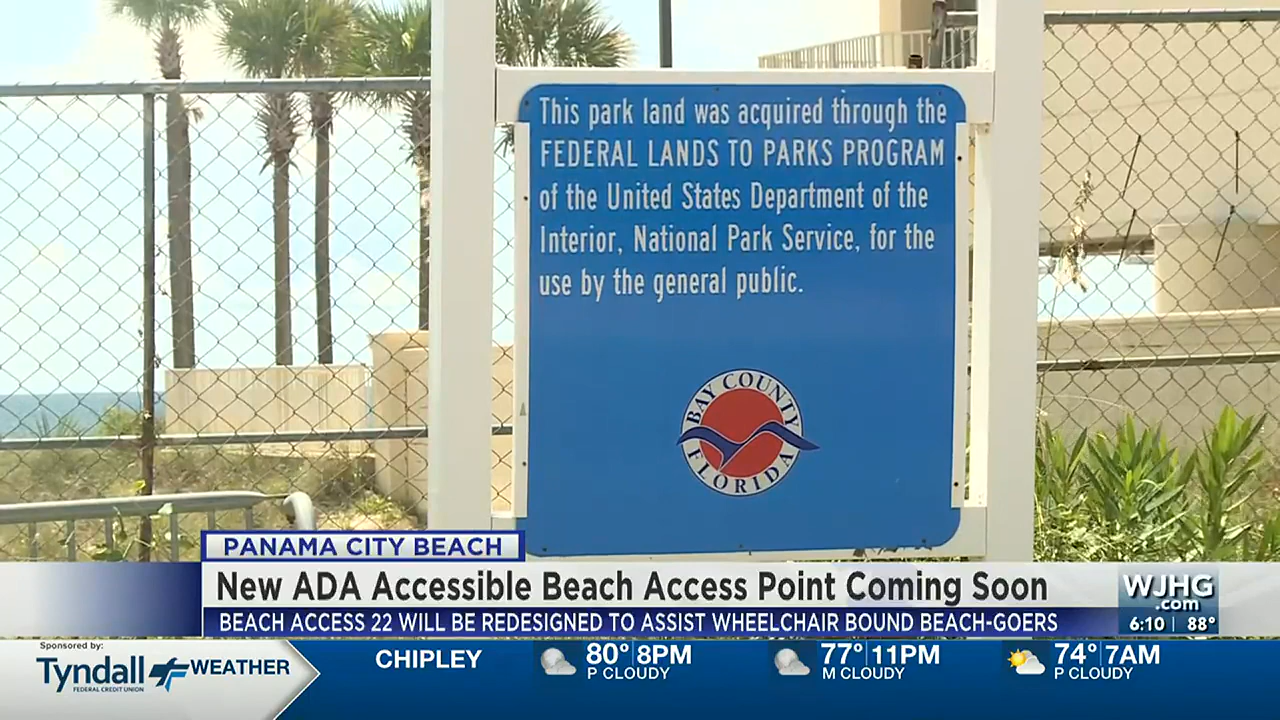 This park land was acquired through the
FEDERAL LANDS TO PARKS PROGRAM
of the United States Department of the
Interior, National Park Service, for the
use by the general public.
BAY COUNTY
FLORIDA
PANAMA CITY BEACH
New ADA Accessible Beach Access Point Coming Soon
BEACH ACCESS 22 WILL BE REDESIGNED TO ASSIST WHEELCHAIR BOUND BEACH-GOERS
WJHG
.com
6:10 88°
Sponsored by:
Tyndall
FEDERAL CREDIT UNION
WEATHER
CHIPLEY
80° 8PM
P CLOUDY
77° 11PM
M CLOUDY
74° 7AM
P CLOUDY